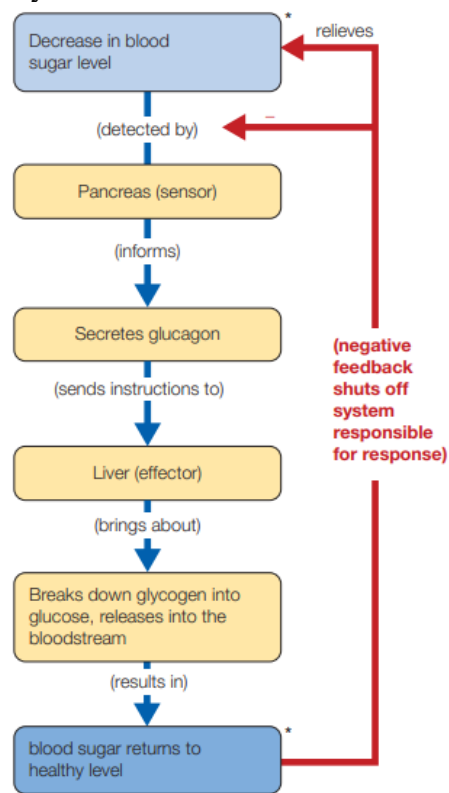 *
relieves
Decrease in blood
sugar level
–
(detected by)
Pancreas (sensor)
(informs)
Secretes glucagon
(negative
feedback
shuts off
system
responsible
for response)
(sends instructions to)
Liver (effector)
(brings about)
Breaks down glycogen into
glucose, releases into the
bloodstream
(results in)
*
blood sugar returns to
healthy level